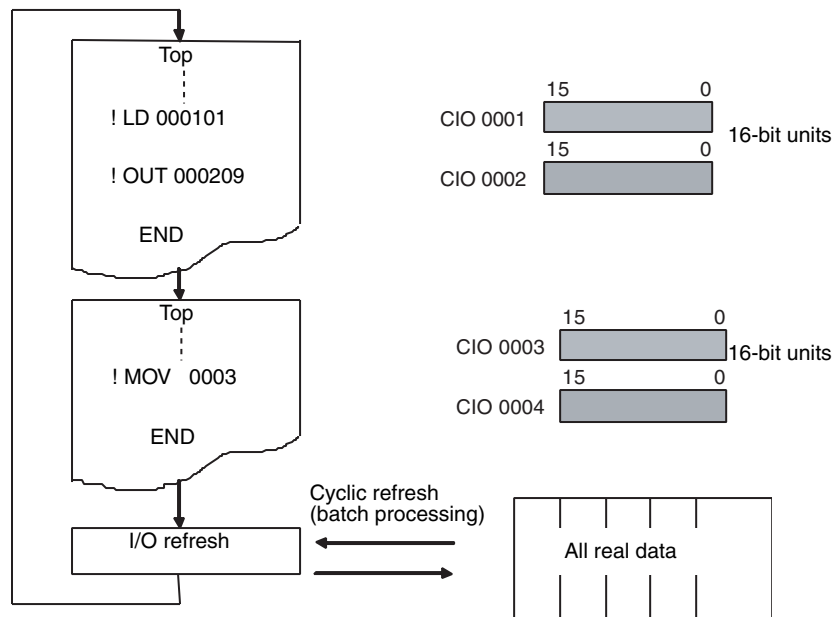 Top
! LD 000101
! OUT 000209
END
15 0
CIO 0001
16-bit units
15 0
CIO 0002
Top
! MOV 0003
END
15 0
CIO 0003
16-bit units
15 0
CIO 0004
Cyclic refresh
(batch processing)
I/O refresh
All real data